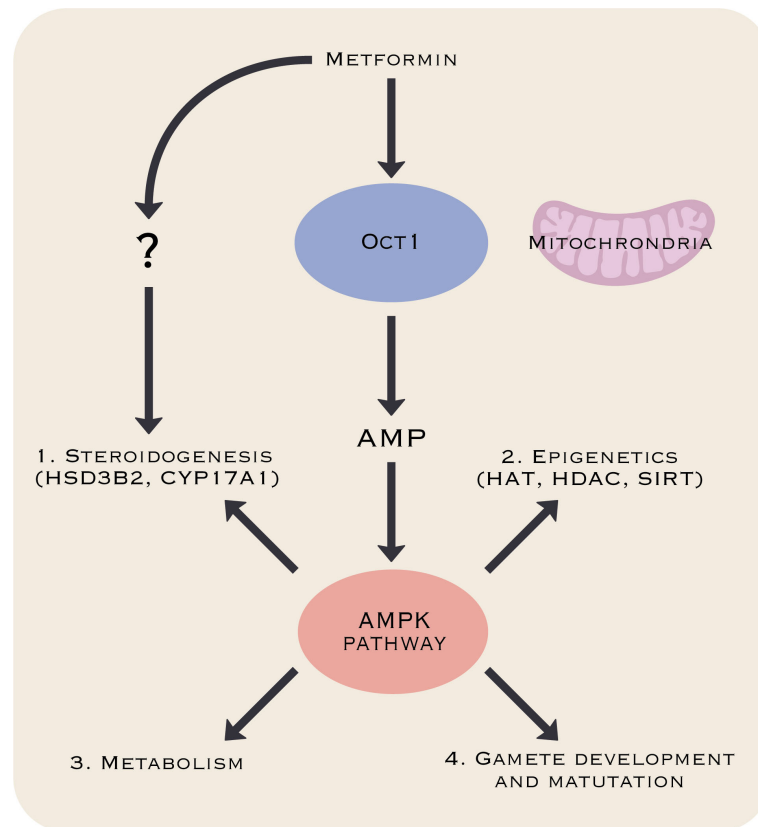 Metformin
?
Oct1
Mitochrondria
AMP
1. Steroidogenesis
(HSD3B2, CYP17A1)
2. Epigenetics
(HAT, HDAC, SIRT)
AMPK
pathway
3. Metabolism
4. Gamete development
and matutation